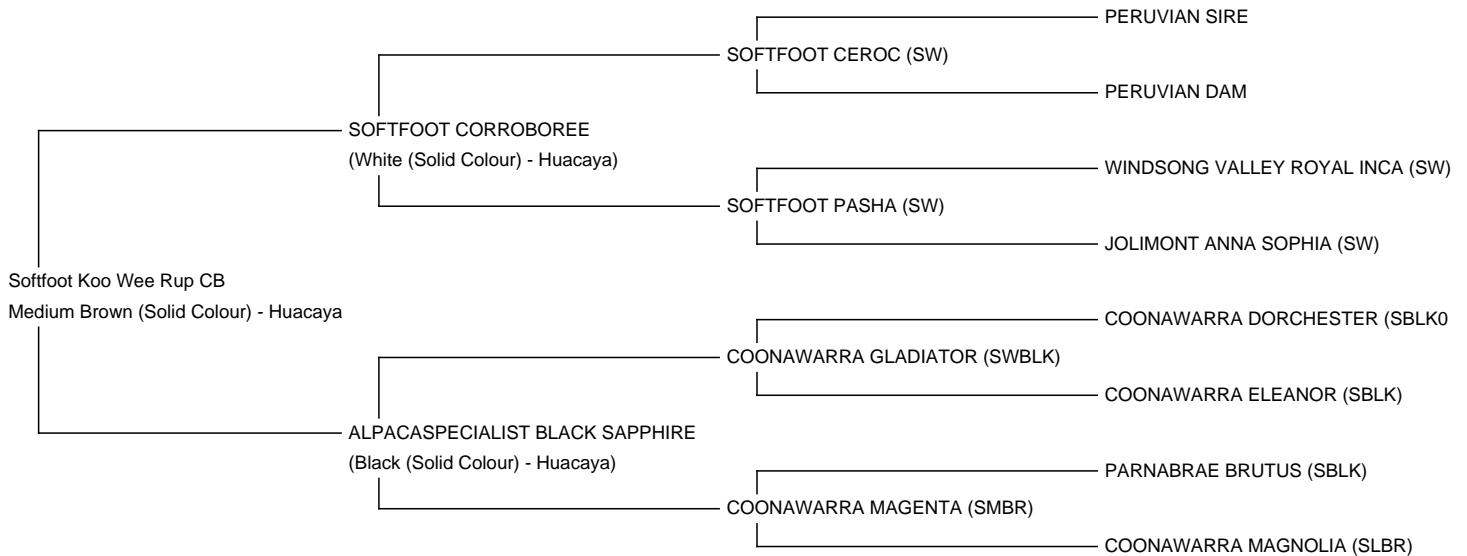 PERUVIAN SIRE
SOFTFOOT CEROC (SW)
PERUVIAN DAM
SOFTFOOT CORROBOREE
(White (Solid Colour) - Huacaya)
WINDSONG VALLEY ROYAL INCA (SW)
SOFTFOOT PASHA (SW)
JOLIMONT ANNA SOPHIA (SW)
Softfoot Koo Wee Rup CB
Medium Brown (Solid Colour) - Huacaya
COONAWARRA DORCHESTER (SBLK0
COONAWARRA GLADIATOR (SWBLK)
COONAWARRA ELEANOR (SBLK)
ALPACASPECIALIST BLACK SAPPHIRE
(Black (Solid Colour) - Huacaya)
PARNABRAE BRUTUS (SBLK)
COONAWARRA MAGENTA (SMBR)
COONAWARRA MAGNOLIA (SLBR)